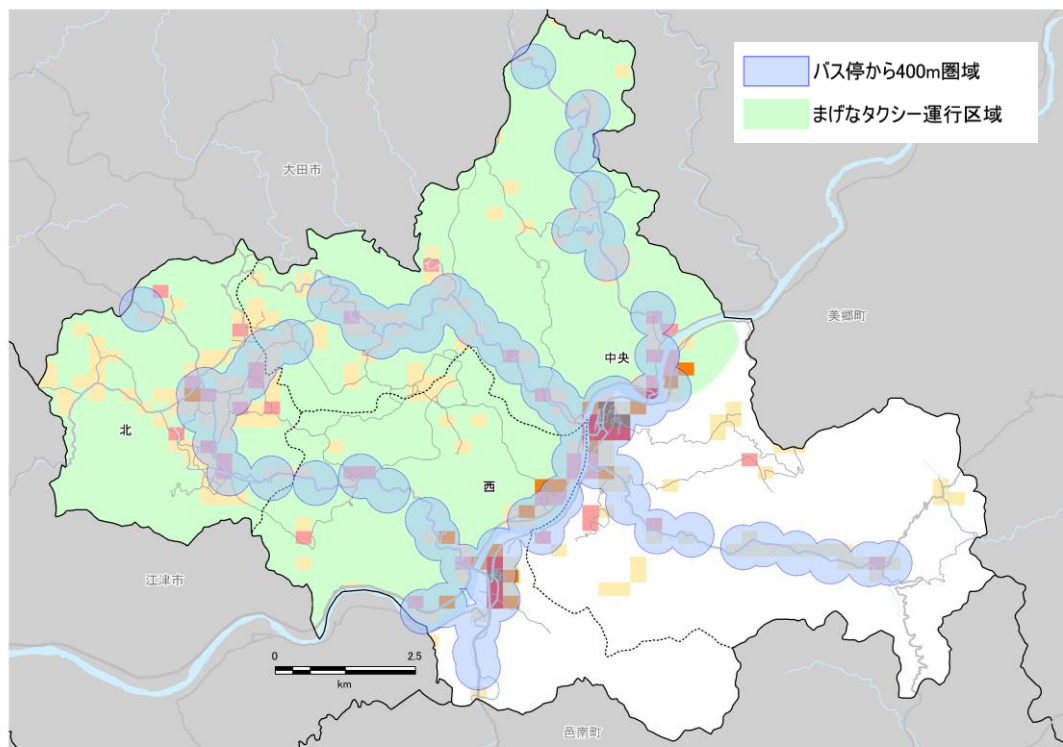 バス停から400m圏域
まげなタクシー運行区域
大田市
美郷町
中央
北
西
江津市
0 2.5
km
邑南町